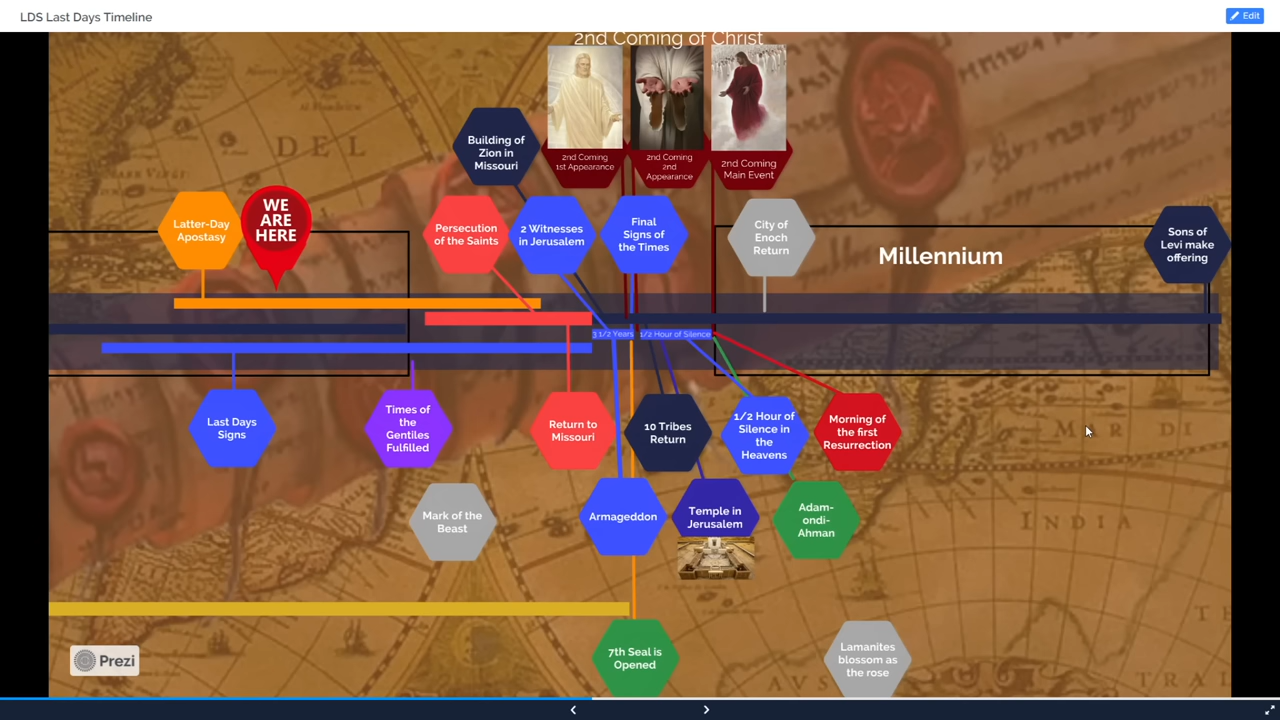 LDS Last Days Timeline
Edit
2nd Coming of Christ
DEL
Building of
Zion in
Missouri
2nd Coming
1st Appearance
2nd Coming
2nd
Appearance
2nd Coming
Main Event
Latter-Day
Apostasy
WE
ARE
HERE
Persecution
of the Saints
2 Witnesses
in Jerusalem
Final
Signs of
the Times
City of
Enoch
Return
Millennium
Sons of
Levi make
offering
3 1/2 Years
1/2 Hour of Silence
Last Days
Signs
Times of
the
Gentiles
Fulfilled
Return to
Missouri
10 Tribes
Return
1/2 Hour of
Silence in
the
Heavens
Morning of
the first
Resurrection
MAR DI
Mark of the
Beast
Armageddon
Temple in
Jerusalem
Adam-
ondi-
Ahman
INDIA
7th Seal is
Opened
Lamanites
blossom as
the rose
Prezi